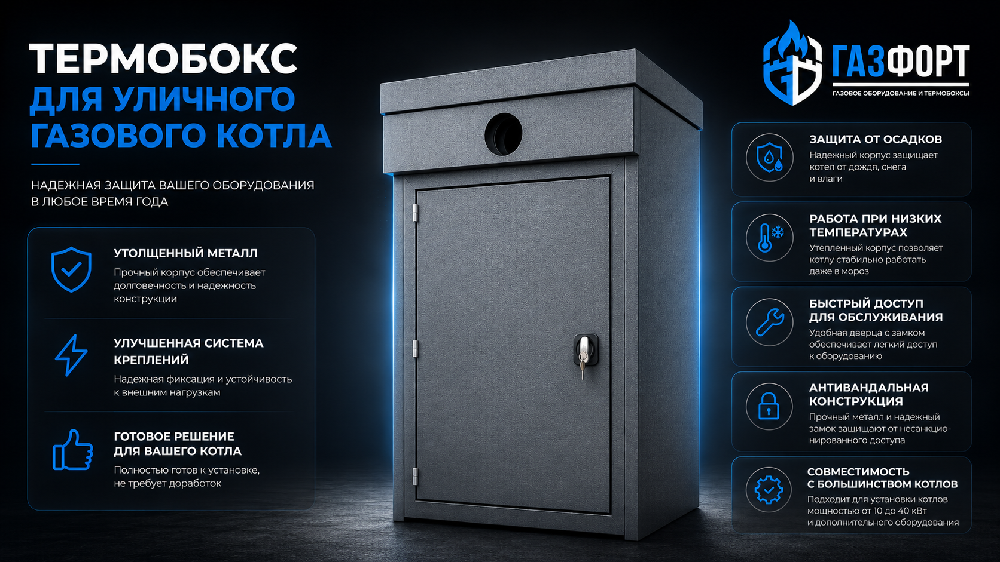 ТЕРМОБОКС
ДЛЯ УЛИЧНОГО
ГАЗОВОГО КОТЛА
НАДЕЖНАЯ ЗАЩИТА ВАШЕГО ОБОРУДОВАНИЯ
В ЛЮБОЕ ВРЕМЯ ГОДА
УТОЛЩЕННЫЙ МЕТАЛЛ
Прочный корпус обеспечивает
долговечность и надежность
конструкции
УЛУЧШЕННАЯ СИСТЕМА
КРЕПЛЕНИЙ
Надежная фиксация и устойчивость
к внешним нагрузкам
ГОТОВОЕ РЕШЕНИЕ
ДЛЯ ВАШЕГО КОТЛА
Полностью готов к установке,
не требует доработок
ГАЗФОРТ
ГАЗОВОЕ ОБОРУДОВАНИЕ И ТЕРМОБОКСЫ
ЗАЩИТА ОТ ОСАДКОВ
Надежный корпус защищает
котел от дождя, снега
и влаги
РАБОТА ПРИ НИЗКИХ
ТЕМПЕРАТУРАХ
Утепленный корпус позволяет
котлу стабильно работать
даже в мороз
БЫСТРЫЙ ДОСТУП
ДЛЯ ОБСЛУЖИВАНИЯ
Удобная дверца с замком
обеспечивает легкий доступ
к оборудованию
АНТИВАНДАЛЬНАЯ
КОНСТРУКЦИЯ
Прочный металл и надежный
замок защищают от несанкцио-
нированного доступа
СОВМЕСТИМОСТЬ
С БОЛЬШИНСТВОМ КОТЛОВ
Подходит для установки котлов
мощностью от 10 до 40 кВт
и дополнительного оборудования